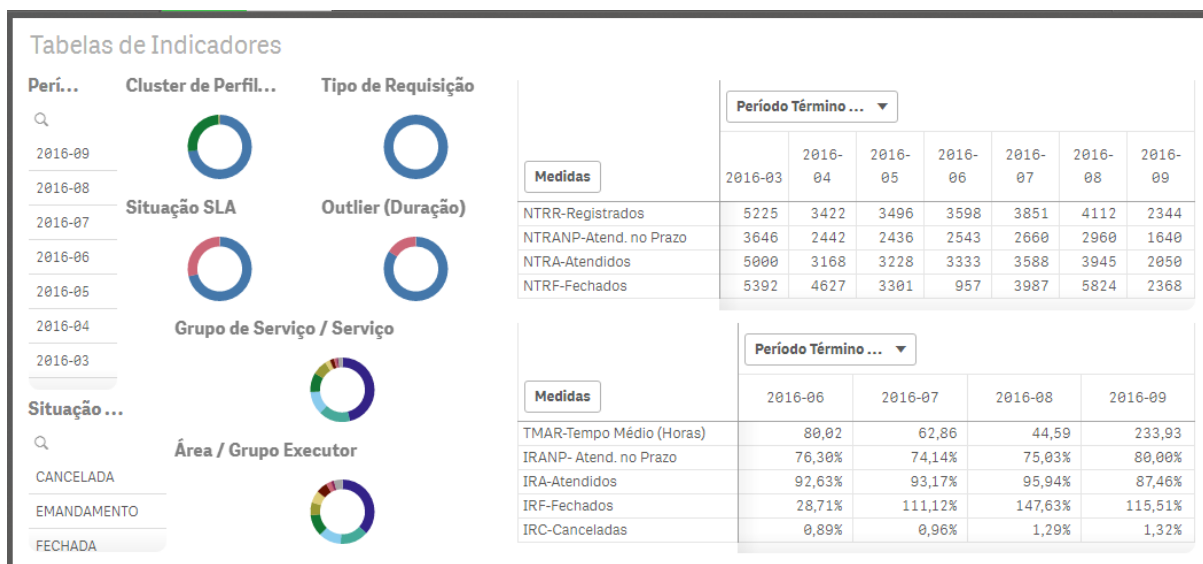 Tabelas de Indicadores
Perí...
2016-09
2016-08
2016-07
2016-06
2016-05
2016-04
2016-03
Situação ...
CANCELADA
EMANDAMENTO
FECHADA
Cluster de Perfil...
Tipo de Requisição
Situação SLA
Outlier (Duração)
Grupo de Serviço / Serviço
Área / Grupo Executor
Período Término ...
Medidas 2016-03 2016-04 2016-05 2016-06 2016-07 2016-08 2016-09
NTRR-Registrados 5225 3422 3496 3598 3851 4112 2344
NTRANP-Atend. no Prazo 3646 2442 2436 2543 2660 2960 1640
NTRA-Atendidos 5000 3168 3228 3333 3588 3945 2050
NTRF-Fechados 5392 4627 3301 957 3987 5824 2368
Período Término ...
Medidas 2016-06 2016-07 2016-08 2016-09
TMAR-Tempo Médio (Horas) 80,02 62,86 44,59 233,93
IRANP- Atend. no Prazo 76,30% 74,14% 75,03% 80,00%
IRA-Atendidos 92,63% 93,17% 95,94% 87,46%
IRF-Fechados 28,71% 111,12% 147,63% 115,51%
IRC-Canceladas 0,89% 0,96% 1,29% 1,32%